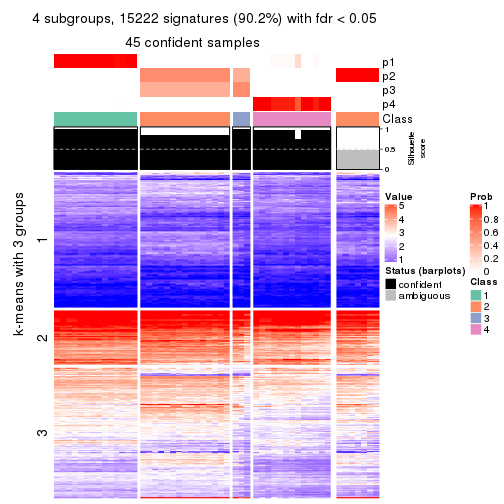 4 subgroups, 15222 signatures (90.2%) with fdr < 0.05
45 confident samples
p1
p2
p3
p4
Class
1
0.5
0
Silhouette
score
k-means with 3 groups
1
2
3
Value
5
4
3
2
1
Status (barplots)
confident
ambiguous
Prob
1
0.8
0.6
0.4
0.2
0
Class
1
2
3
4